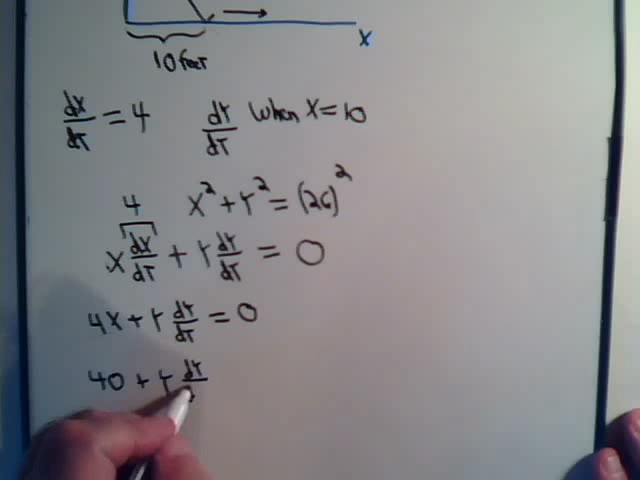 x
10 feet
dx/dt = 4 dy/dt when x = 10
4 x² + y² = (26)²
x dx/dt + y dy/dt = 0
4x + y dy/dt = 0
40 + y dy